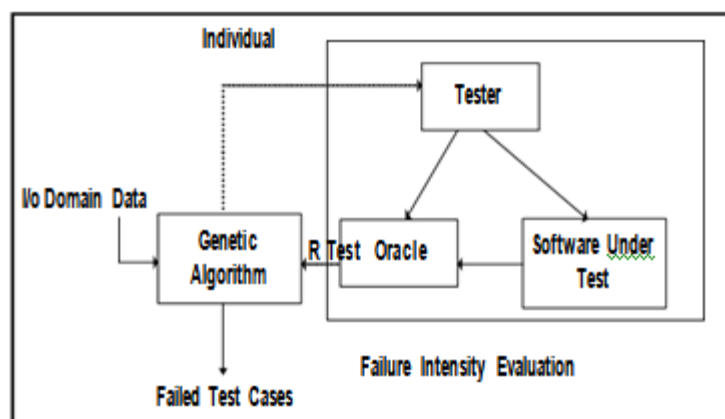 Individual
Tester
I/o Domain Data
Genetic
Algorithm
R Test Oracle
Software Under
Test
Failure Intensity Evaluation
Failed Test Cases